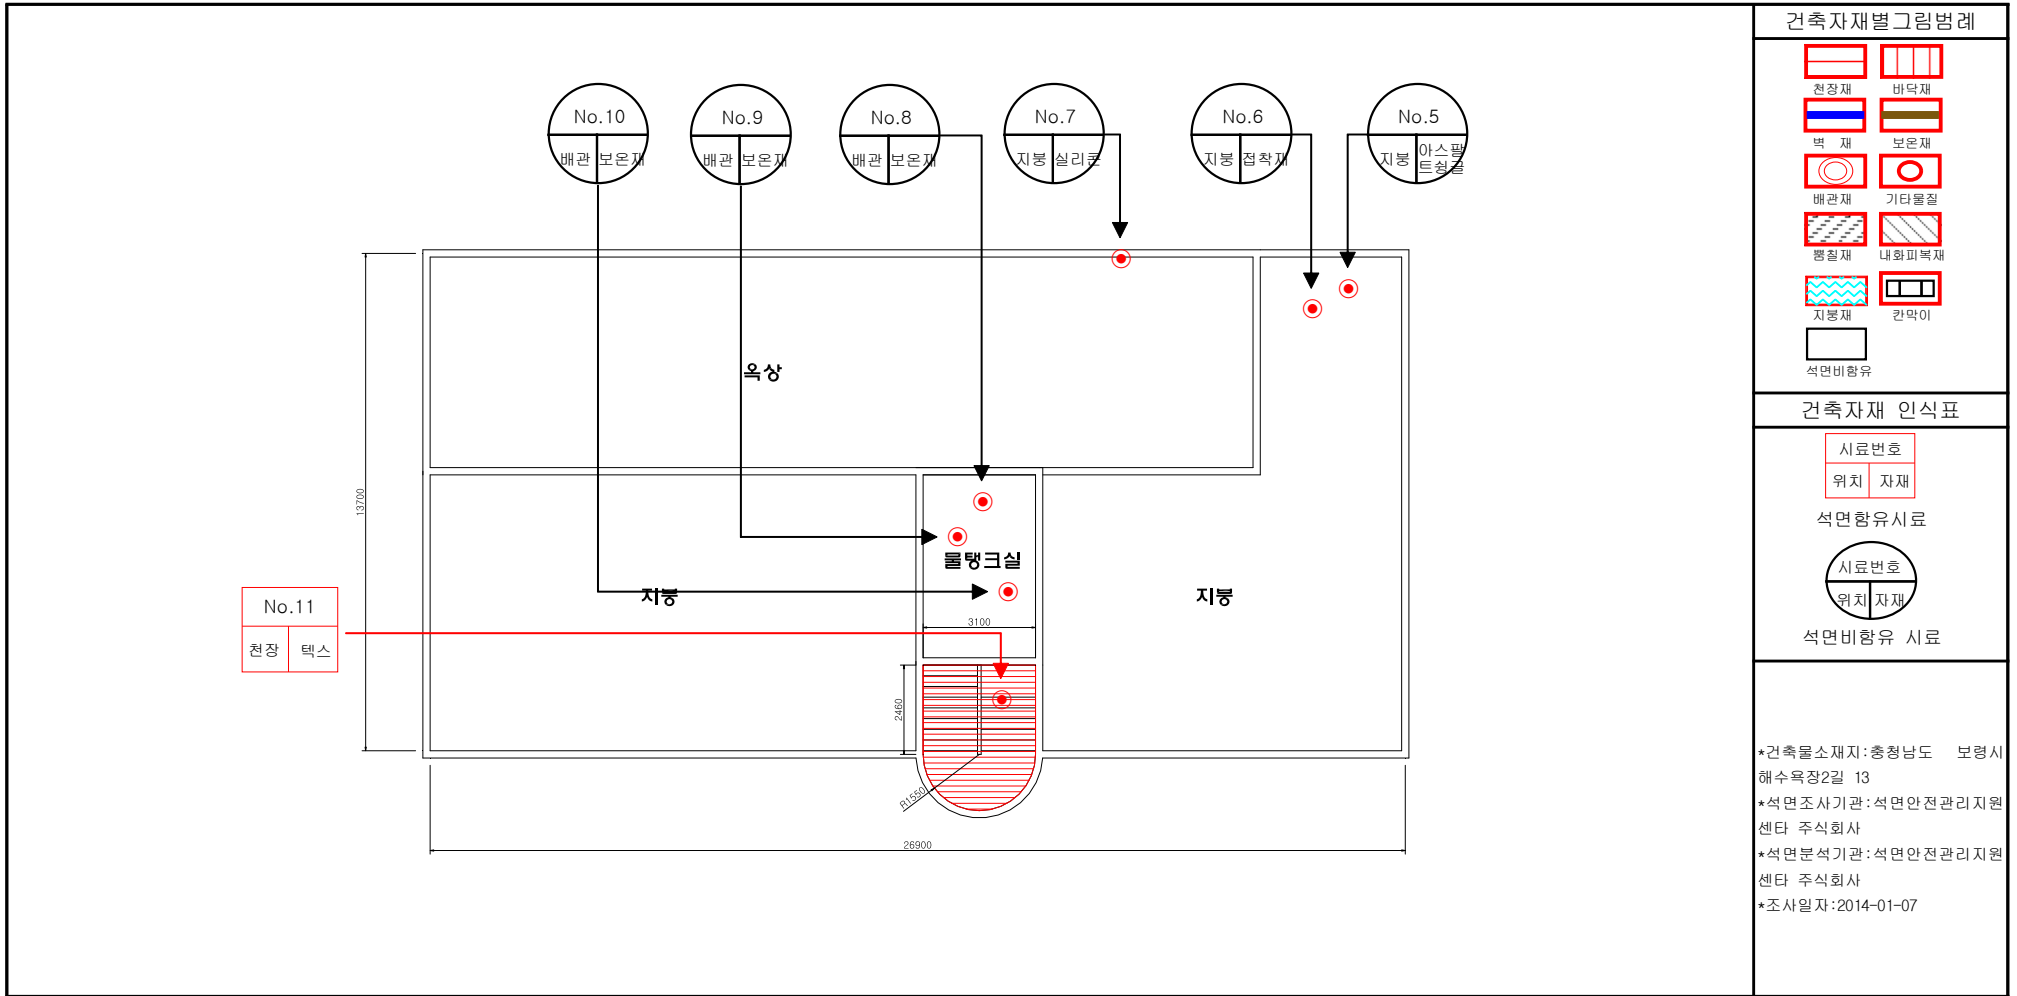 건축자재별그림범례
천장재
바닥재
벽 재
보온재
배관재
기타물질
뿜칠재
내화피복재
지붕재
칸막이
석면비함유
건축자재 인식표
시료번호
위치 자재
석면함유시료
시료번호
위치 자재
석면비함유 시료
*건축물소재지:충청남도 보령시
해수욕장2길 13
*석면조사기관:석면안전관리지원
센타 주식회사
*석면분석기관:석면안전관리지원
센타 주식회사
*조사일자:2014-01-07
No.10
배관 보온재
No.9
배관 보온재
No.8
배관 보온재
No.7
지붕 실리콘
No.6
지붕 접착재
No.5
지붕 아스팔
트슁글
옥상
13700
물탱크실
지붕
지붕
3100
No.11
천장 텍스
2460
R1550
26900